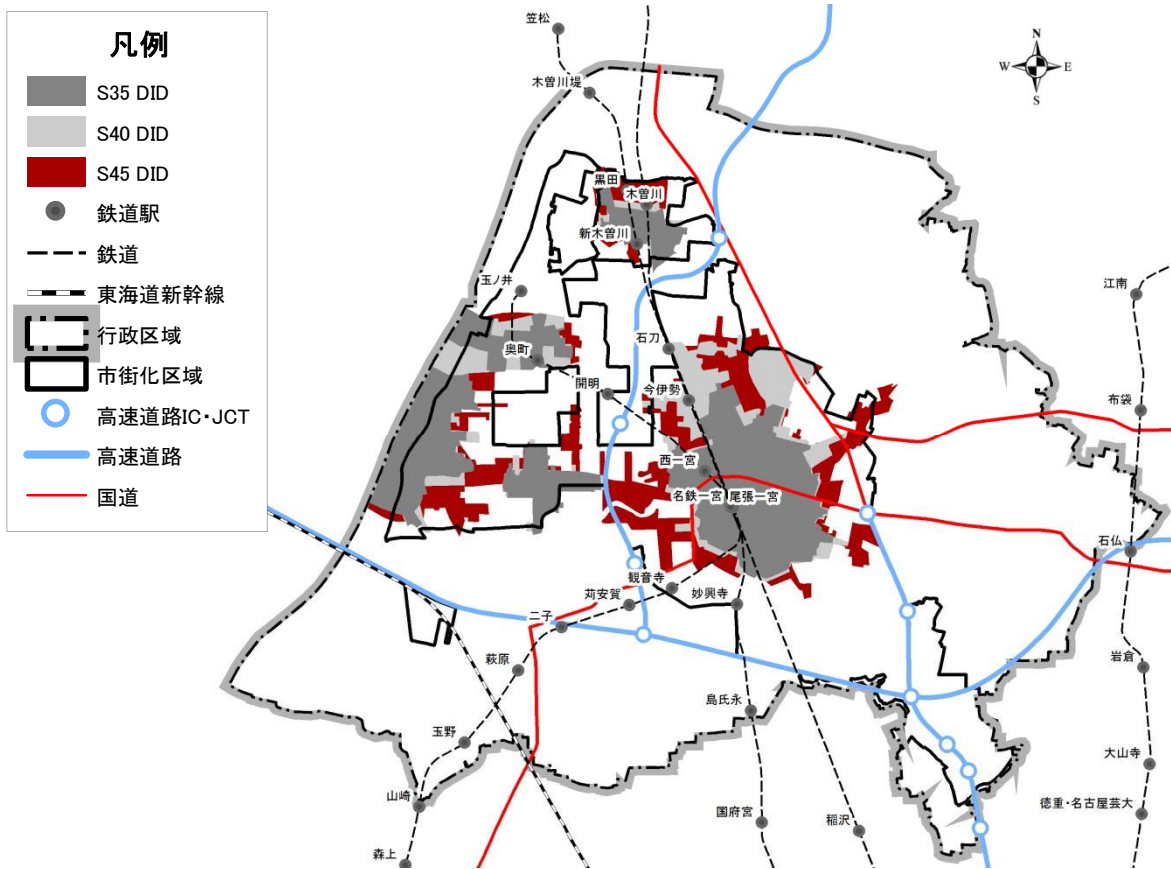 凡例
S35 DID
S40 DID
S45 DID
鉄道駅
鉄道
東海道新幹線
行政区域
市街化区域
高速道路IC・JCT
高速道路
国道
N
W
E
S
笠松
木曽川堤
黒田
木曽川
新木曽川
玉ノ井
江南
石刀
奥町
開明
今伊勢
布袋
西一宮
名鉄一宮
尾張一宮
石仏
観音寺
苅安賀
妙興寺
二子
萩原
岩倉
島氏永
玉野
大山寺
山崎
国府宮
稲沢
徳重・名古屋芸大
森上